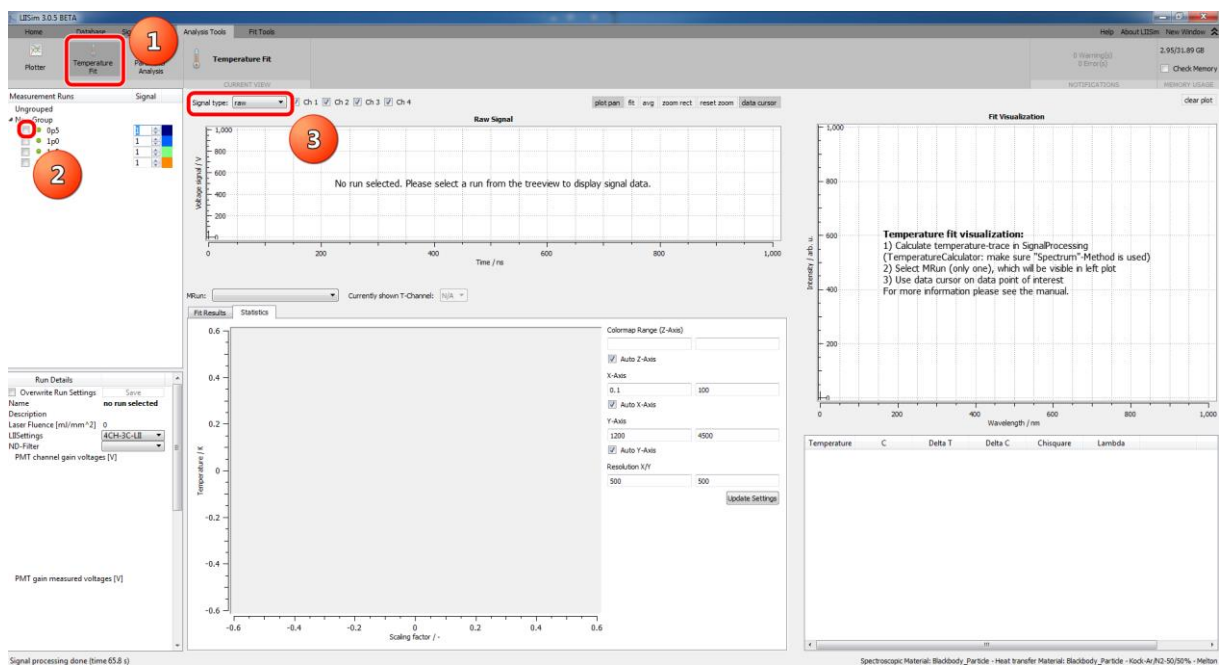 LIISim 3.0.5 BETA
Home Database Analysis Tools Fit Tools Help About LIISim New Window
Plotter
Temperature Fit
Analysis
Temperature Fit
CURRENT VIEW
0 Warning(s)
0 Error(s)
NOTIFICATIONS
2.95/31.89 GB
Check Memory
MEMORY USAGE
1
Measurement Runs Signal
Ungrouped
Group
0p5 1
1p0 1
1
1
2
Signal type: raw Ch 1 Ch 2 Ch 3 Ch 4 plot pan fit avg zoom rect reset zoom data cursor
3
Raw Signal
Voltage signal / V
1,000
800
600
400
200
0
No run selected. Please select a run from the treeview to display signal data.
0 200 400 600 800 1,000
Time / ns
MRun: Currently shown T-Channel: N/A
Fit Results Statistics
Temperature / K
0.6
0.4
0.2
0
-0.2
-0.4
-0.6
-0.6 -0.4 -0.2 0 0.2 0.4 0.6
Scaling factor / -
Colormap Range (Z-Axis)
Auto Z-Axis
X-Axis
0.1 100
Auto X-Axis
Y-Axis
1200 4500
Auto Y-Axis
Resolution X/Y
500 500
Update Settings
clear plot
Fit Visualization
Intensity / arb. u.
1,000
800
600
400
200
0
Temperature fit visualization:
1) Calculate temperature-trace in SignalProcessing
(TemperatureCalculator: make sure "Spectrum"-Method is used)
2) Select MRun (only one), which will be visible in left plot
3) Use data cursor on data point of interest
For more information please see the manual.
0 200 400 600 800 1,000
Wavelength / nm
Temperature C Delta T Delta C Chisquare Lambda
Run Details
Overwrite Run Settings Save
Name no run selected
Description
Laser Fluence [mJ/mm^2] 0
LIISettings 4CH-3C-LII
ND-Filter
PMT channel gain voltages [V]
PMT gain measured voltages [V]
Signal processing done (time 65.8 s)
Spectroscopic Material: Blackbody_Particle - Heat transfer Material: Blackbody_Particle - Kock-Ar/N2-50/50% - Melton